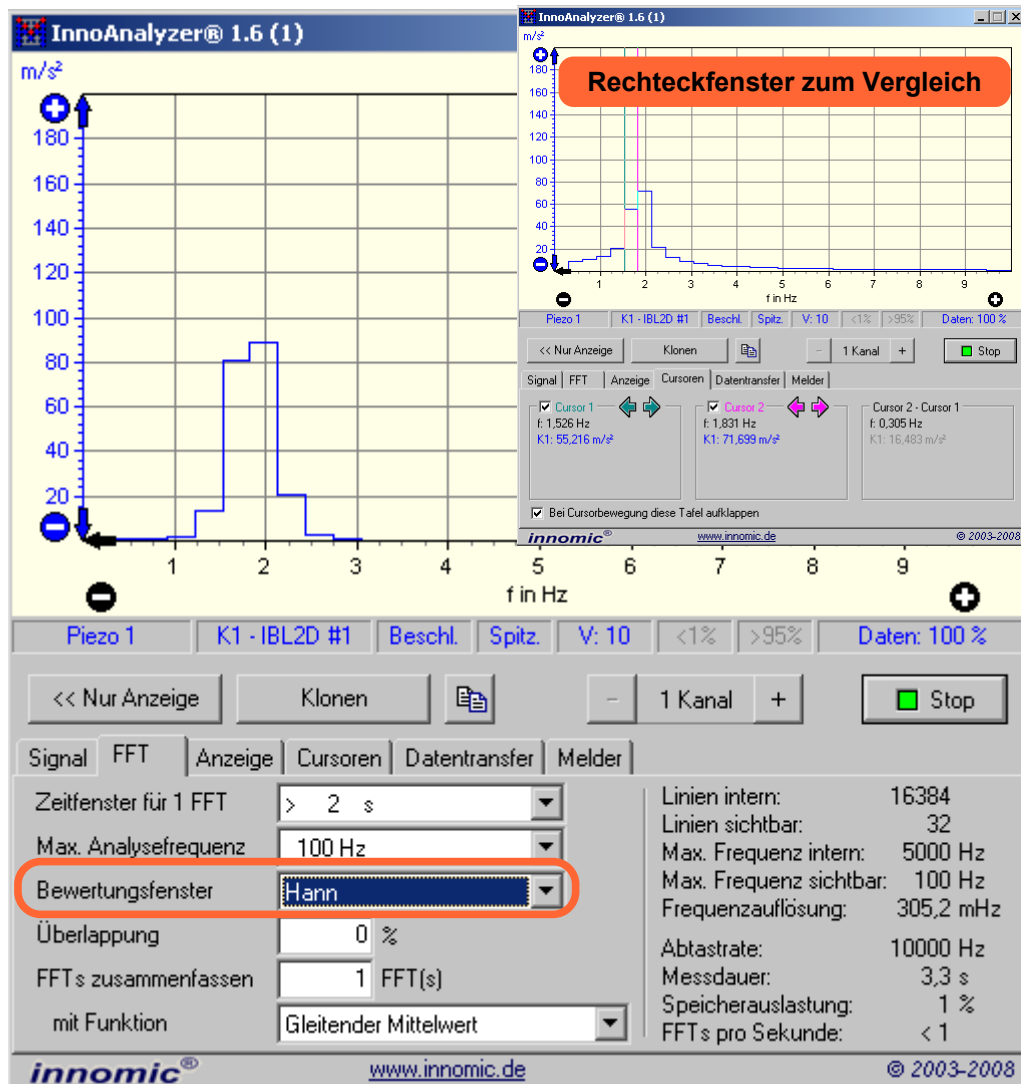 InnoAnalyzer® 1.6 (1)
m/s²
180
160
140
120
100
80
60
40
20
1 2 3 4 5 6 7 8 9
f in Hz
InnoAnalyzer® 1.6 (1)
m/s²
Rechteckfenster zum Vergleich
180
160
140
120
100
80
60
40
20
1 2 3 4 5 6 7 8 9
f in Hz
Piezo 1 K1 - IBL2D #1 Beschl. Spitz. V: 10 <1% >95% Daten: 100 %
<< Nur Anzeige Klonen - 1 Kanal + Stop
Signal FFT Anzeige Cursoren Datentransfer Melder
Cursor 1 Cursor 2 Cursor 2 - Cursor 1
f: 1,526 Hz f: 1,831 Hz f: 0,305 Hz
K1: 55,216 m/s² K1: 71,699 m/s² K1: 16,483 m/s²
Bei Cursorbewegung diese Tafel aufklappen
innomic® www.innomic.de © 2003-2008
Piezo 1 K1 - IBL2D #1 Beschl. Spitz. V: 10 <1% >95% Daten: 100 %
<< Nur Anzeige Klonen - 1 Kanal + Stop
Signal FFT Anzeige Cursoren Datentransfer Melder
Zeitfenster für 1 FFT > 2 s
Max. Analysefrequenz 100 Hz
Bewertungsfenster Hann
Überlappung 0 %
FFTs zusammenfassen 1 FFT(s)
mit Funktion Gleitender Mittelwert
Linien intern: 16384
Linien sichtbar: 32
Max. Frequenz intern: 5000 Hz
Max. Frequenz sichtbar: 100 Hz
Frequenzauflösung: 305,2 mHz
Abtastrate: 10000 Hz
Messdauer: 3,3 s
Speicherauslastung: 1 %
FFTs pro Sekunde: < 1
innomic® www.innomic.de © 2003-2008